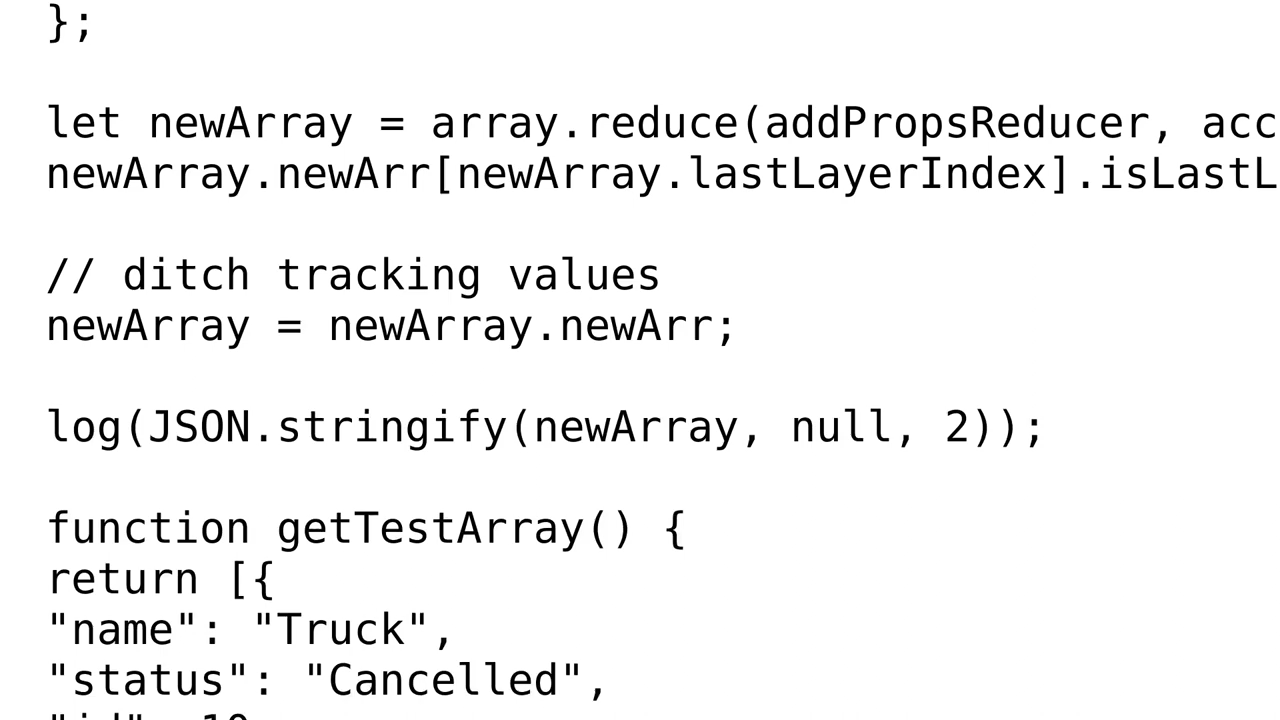 };
let newArray = array.reduce(addPropsReducer, acc
newArray.newArr[newArray.lastLayerIndex].isLastL
// ditch tracking values
newArray = newArray.newArr;
log(JSON.stringify(newArray, null, 2));
function getTestArray() {
return [{
"name": "Truck",
"status": "Cancelled",